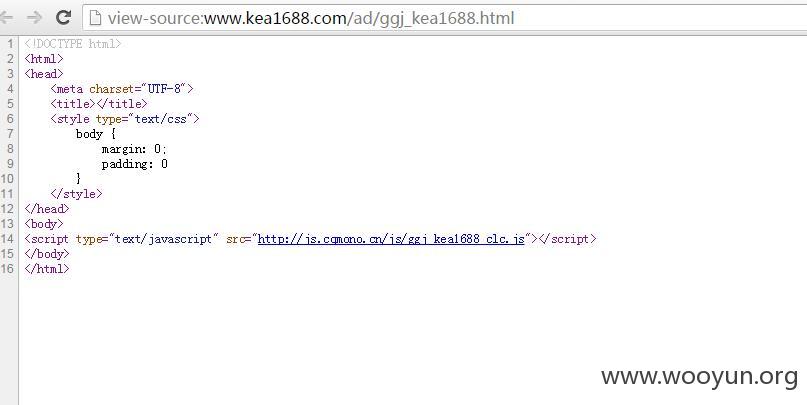 view-source:www.kea1688.com/ad/ggj_kea1688.html
1 <!DOCTYPE html>
2 <html>
3 <head>
4 <meta charset="UTF-8">
5 <title></title>
6 <style type="text/css">
7 body {
8 margin: 0;
9 padding: 0
10 }
11 </style>
12 </head>
13 <body>
14 <script type="text/javascript" src="http://js.cqmono.cn/js/ggj_kea1688_clc.js"></script>
15 </body>
16 </html>
www.wooyun.org